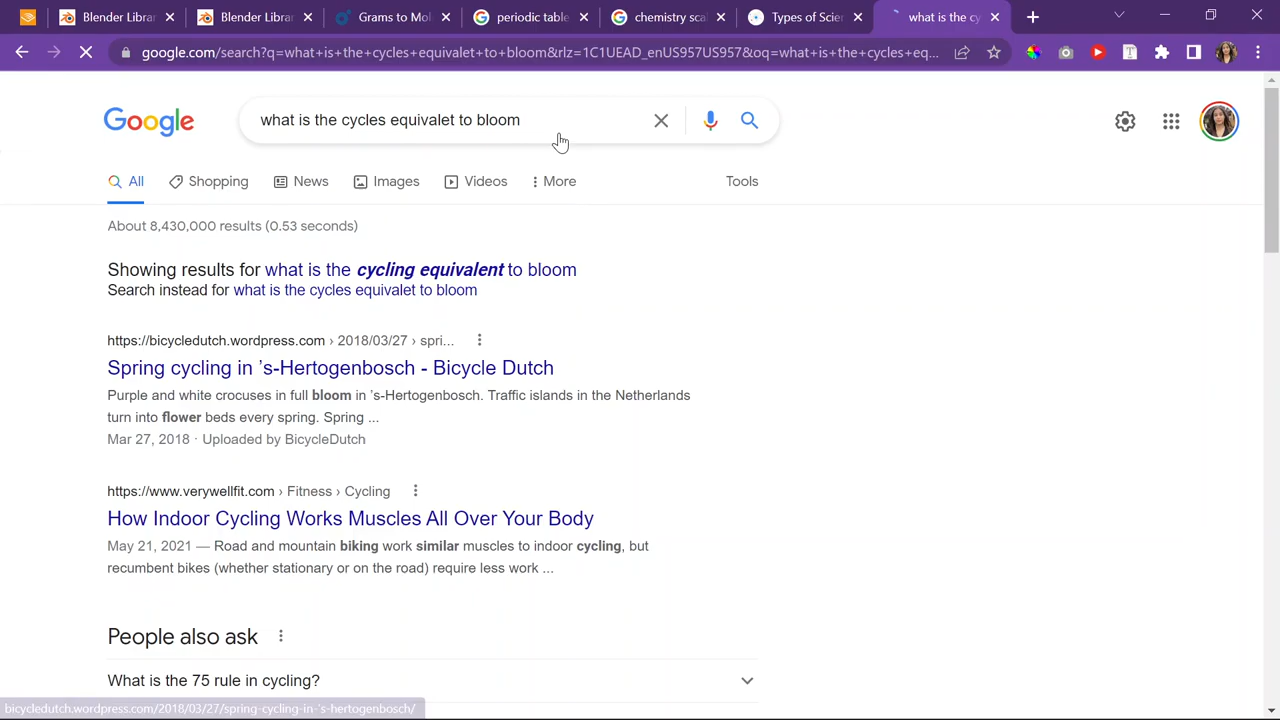 Blender Librar
Blender Librar
Grams to Mol
periodic table
chemistry scal
Types of Scien
what is the cy
google.com/search?q=what+is+the+cycles+equivalet+to+bloom&rlz=1C1UEAD_enUS957US957&oq=what+is+the+cycles+eq...
Google
what is the cycles equivalet to bloom
All
Shopping
News
Images
Videos
More
Tools
About 8,430,000 results (0.53 seconds)
Showing results for what is the cycling equivalent to bloom
Search instead for what is the cycles equivalet to bloom
https://bicycledutch.wordpress.com › 2018/03/27 › spri...
Spring cycling in 's-Hertogenbosch - Bicycle Dutch
Purple and white crocuses in full bloom in 's-Hertogenbosch. Traffic islands in the Netherlands
turn into flower beds every spring. Spring ...
Mar 27, 2018 · Uploaded by BicycleDutch
https://www.verywellfit.com › Fitness › Cycling
How Indoor Cycling Works Muscles All Over Your Body
May 21, 2021 — Road and mountain biking work similar muscles to indoor cycling, but
recumbent bikes (whether stationary or on the road) require less work ...
People also ask
What is the 75 rule in cycling?
bicycledutch.wordpress.com/2018/03/27/spring-cycling-in-'s-hertogenbosch/